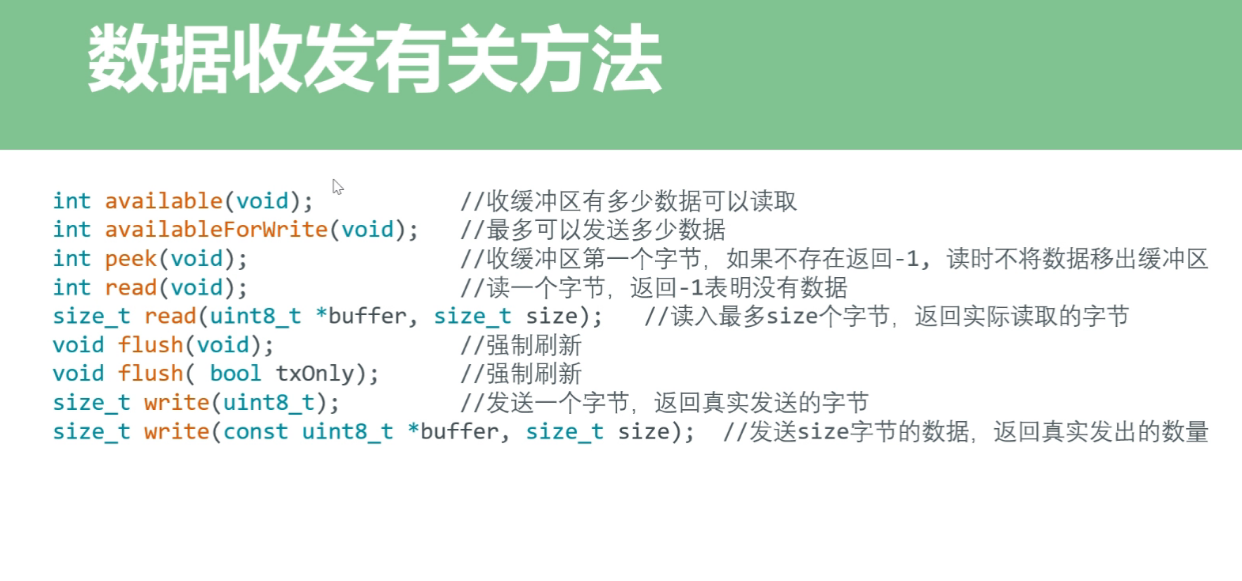 数据收发有关方法
int available(void); //收缓冲区有多少数据可以读取
int availableForWrite(void); //最多可以发送多少数据
int peek(void); //收缓冲区第一个字节，如果不存在返回-1, 读时不将数据移出缓冲区
int read(void); //读一个字节，返回-1表明没有数据
size_t read(uint8_t *buffer, size_t size); //读入最多size个字节，返回实际读取的字节
void flush(void); //强制刷新
void flush( bool txOnly); //强制刷新
size_t write(uint8_t); //发送一个字节，返回真实发送的字节
size_t write(const uint8_t *buffer, size_t size); //发送size字节的数据，返回真实发出的数量